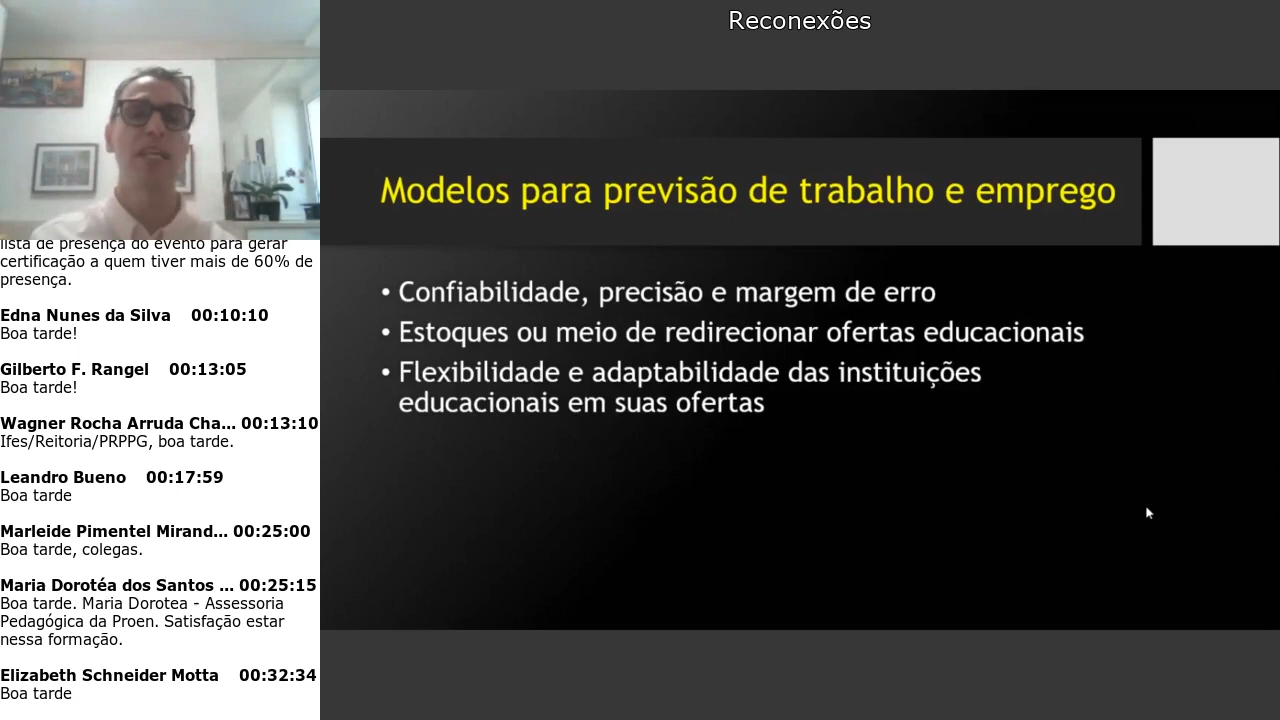 Reconexões
Modelos para previsão de trabalho e emprego
• Confiabilidade, precisão e margem de erro
• Estoques ou meio de redirecionar ofertas educacionais
• Flexibilidade e adaptabilidade das instituições
educacionais em suas ofertas
lista de presença do evento para gerar
certificação a quem tiver mais de 60% de
presença.
Edna Nunes da Silva 00:10:10
Boa tarde!
Gilberto F. Rangel 00:13:05
Boa tarde!
Wagner Rocha Arruda Cha... 00:13:10
Ifes/Reitoria/PRPPG, boa tarde.
Leandro Bueno 00:17:59
Boa tarde
Marleide Pimentel Mirand... 00:25:00
Boa tarde, colegas.
Maria Dorotéa dos Santos ... 00:25:15
Boa tarde. Maria Dorotea - Assessoria
Pedagógica da Proen. Satisfação estar
nessa formação.
Elizabeth Schneider Motta 00:32:34
Boa tarde